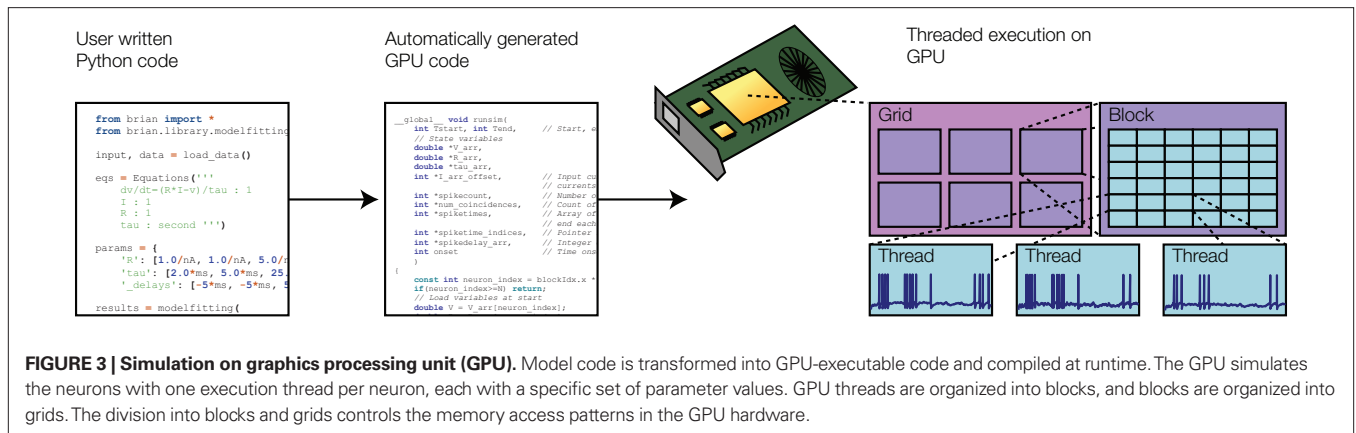 User written
Python code
Automatically generated
GPU code
Threaded execution on
GPU
from brian import *
from brian.library.modelfitting
input, data = load_data()
eqs = Equations('''
dv/dt=(R*I-v)/tau : 1
I : 1
R : 1
tau : second ''')
params = {
'R': [1.0/nA, 1.0/nA, 5.0/
'tau': [2.0*ms, 5.0*ms, 25.
'_delays': [-5*ms, -5*ms, 5
results = modelfitting(
__global__ void runsim(
int Tstart, int Tend, // Start, e
// State variables
double *V_arr,
double *R_arr,
double *tau_arr,
int *I_arr_offset, // Input cu
// currents
int *spikecount, // Number o
int *num_coincidences, // Count of
int *spiketimes, // Array of
// end each
int *spiketime_indices, // Pointer
int *spikedelay_arr, // Integer
int onset // Time ons
)
{
const int neuron_index = blockIdx.x *
if(neuron_index>=N) return;
// Load variables at start
double V = V_arr[neuron_index];
Grid
Block
Thread
Thread
Thread
FIGURE 3 | Simulation on graphics processing unit (GPU). Model code is transformed into GPU-executable code and compiled at runtime. The GPU simulates
the neurons with one execution thread per neuron, each with a specific set of parameter values. GPU threads are organized into blocks, and blocks are organized into
grids. The division into blocks and grids controls the memory access patterns in the GPU hardware.